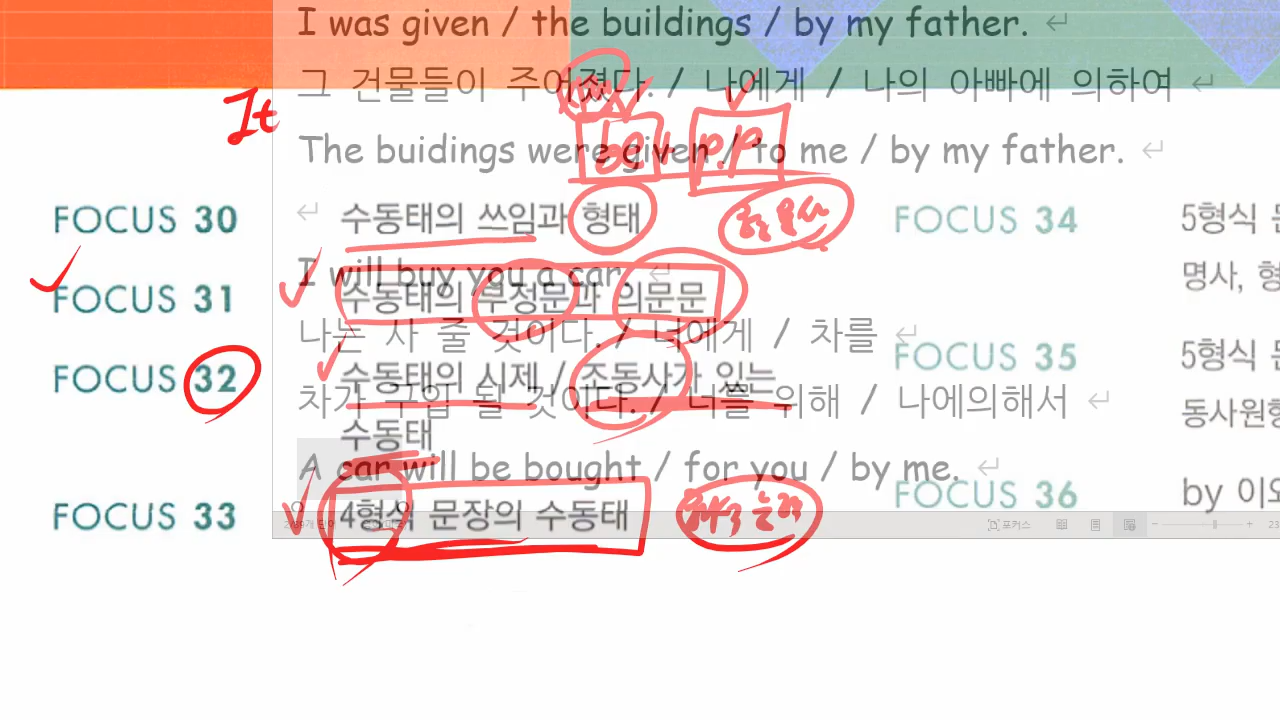 I was given / the buildings / by my father.
그 건물들이 주어졌다. / 나에게 / 나의 아빠에 의하여
It
be + p.p
The buidings were given / to me / by my father.
FOCUS 30 수동태의 쓰임과 형태
FOCUS 34 5형식 문
I will buy you a car.
FOCUS 31 수동태의 부정문과 의문문
명사, 형
나는 사 줄 것이다. / 너에게 / 차를
FOCUS 32 수동태의 시제 / 조동사가 있는
수동태
FOCUS 35 5형식 문
동사원형
차가 구입 될 것이다. / 너를 위해 / 나에의해서
A car will be bought / for you / by me.
FOCUS 33 4형식 문장의 수동태
FOCUS 36 by 이외
포커스